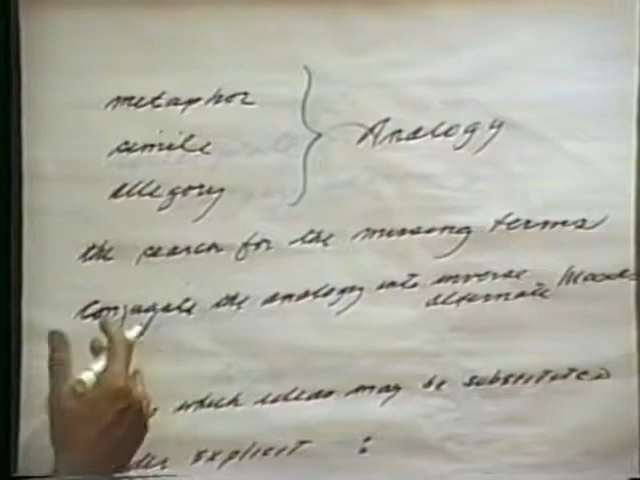 metaphor
simile
allegory
Analogy
the search for the missing terms
Conjugate the analogy into inverse
alternate
which ideas may be substituted
explicit :